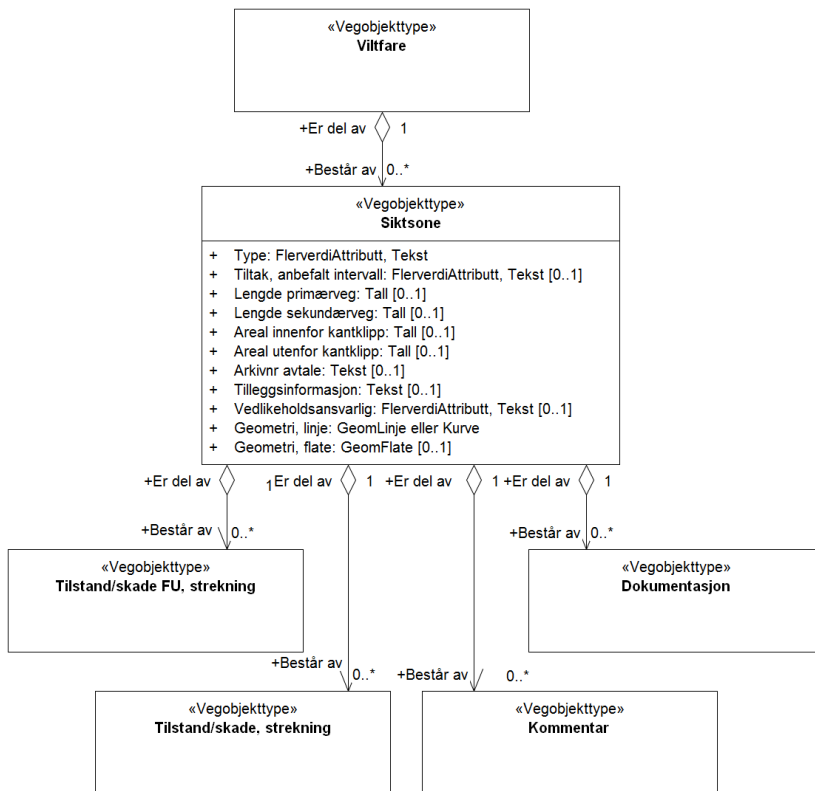 «Vegobjekttype»
Viltfare
+Er del av 1
+Består av 0..*
«Vegobjekttype»
Siktsone
+ Type: FlerverdiAttributt, Tekst
+ Tiltak, anbefalt intervall: FlerverdiAttributt, Tekst [0..1]
+ Lengde primærveg: Tall [0..1]
+ Lengde sekundærveg: Tall [0..1]
+ Areal innenfor kantklipp: Tall [0..1]
+ Areal utenfor kantklipp: Tall [0..1]
+ Arkivnr avtale: Tekst [0..1]
+ Tilleggsinformasjon: Tekst [0..1]
+ Vedlikeholdsansvarlig: FlerverdiAttributt, Tekst [0..1]
+ Geometri, linje: GeomLinje eller Kurve
+ Geometri, flate: GeomFlate [0..1]
+Er del av 1 Er del av 1 +Er del av 1 +Er del av 1
+Består av 0..* +Består av 0..*
«Vegobjekttype»
Tilstand/skade FU, strekning
«Vegobjekttype»
Dokumentasjon
+Består av 0..* +Består av 0..*
«Vegobjekttype»
Tilstand/skade, strekning
«Vegobjekttype»
Kommentar